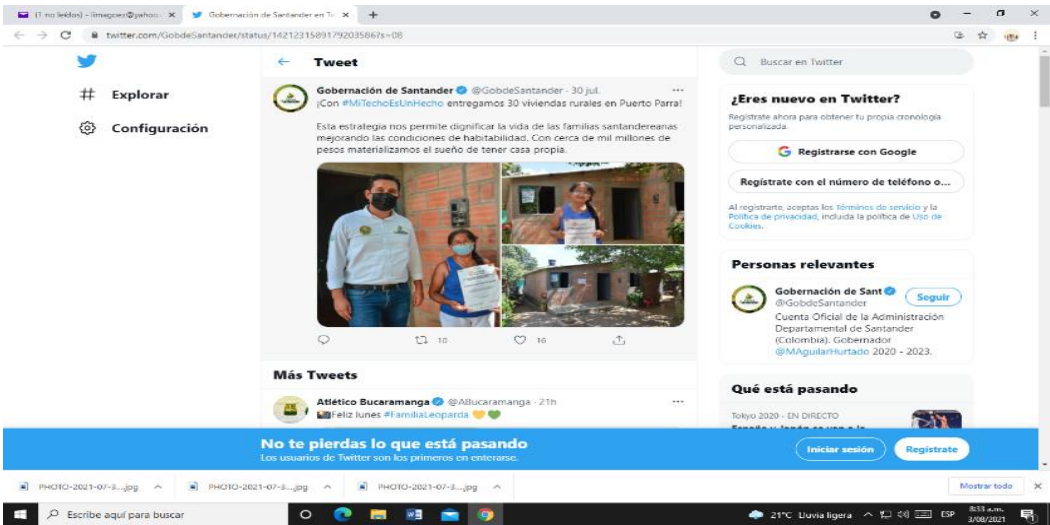 (1 no leídos) - limagoez@yahoo
Gobernación de Santander en Tw
twitter.com/GobdeSantander/status/1421231589179203586?s=08
Explorar
Configuración
Tweet
Gobernación de Santander @GobdeSantander · 30 jul.
¡Con #MiTechoEsUnHecho entregamos 30 viviendas rurales en Puerto Parra!
Esta estrategia nos permite dignificar la vida de las familias santandereanas
mejorando las condiciones de habitabilidad. Con cerca de mil millones de
pesos materializamos el sueño de tener casa propia.
10
16
Más Tweets
Atlético Bucaramanga @ABucaramanga · 21h
Feliz lunes #FamiliaLeoparda
Buscar en Twitter
¿Eres nuevo en Twitter?
Regístrate ahora para obtener tu propia cronología
personalizada.
Registrarse con Google
Regístrate con el número de teléfono o...
Al registrarte, aceptas los Términos de servicio y la
Política de privacidad, incluida la política de Uso de
Cookies.
Personas relevantes
Gobernación de Sant
@GobdeSantander
Seguir
Cuenta Oficial de la Administración
Departamental de Santander
(Colombia). Gobernador
@MAguilarHurtado 2020 - 2023.
Qué está pasando
Tokyo 2020 · EN DIRECTO
España y Japón se van a la
No te pierdas lo que está pasando
Los usuarios de Twitter son los primeros en enterarse.
Iniciar sesión
Regístrate
PHOTO-2021-07-3....jpg
PHOTO-2021-07-3....jpg
PHOTO-2021-07-3....jpg
Mostrar todo
Escribe aquí para buscar
21°C Lluvia ligera
ESP
8:33 a.m.
3/08/2021